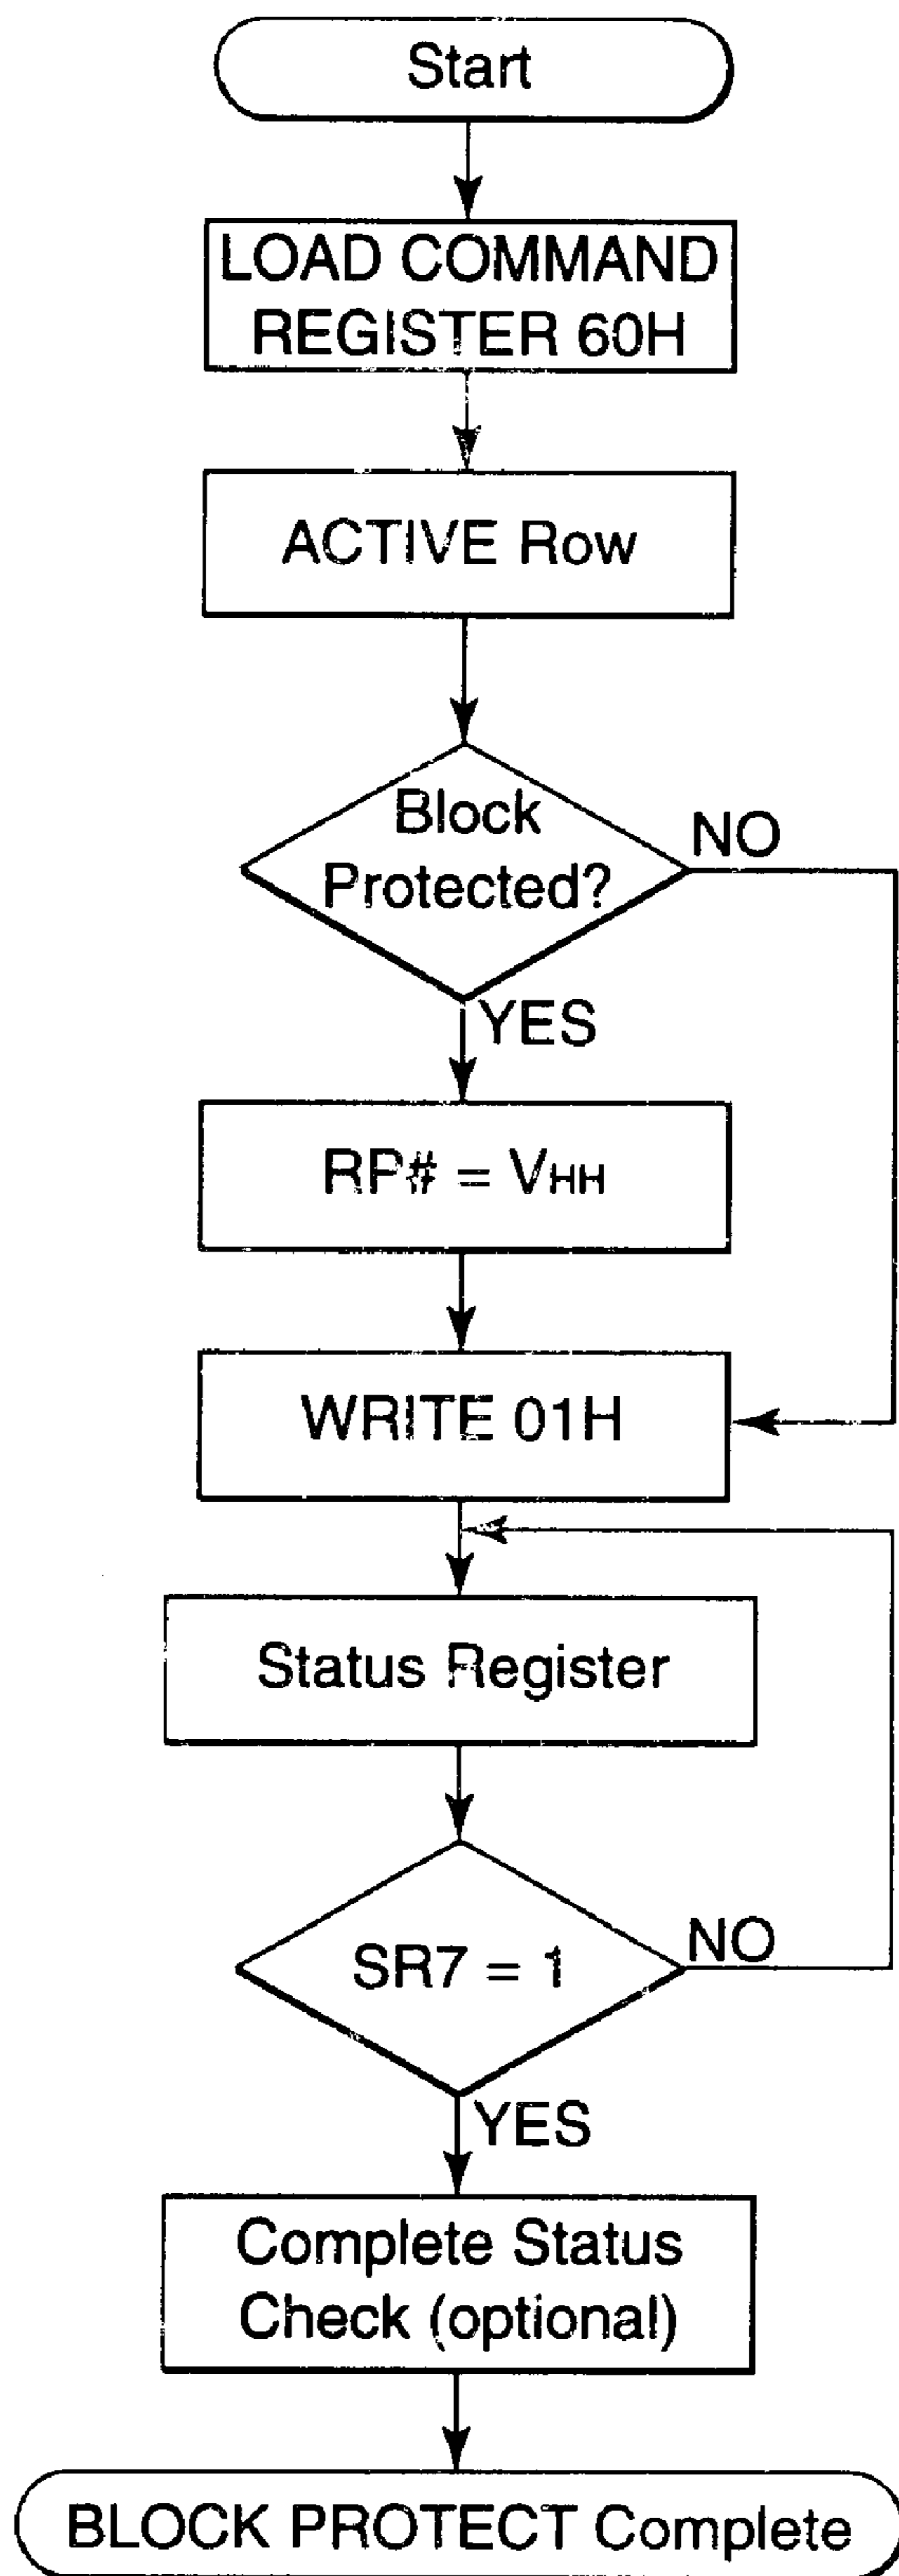 Start
LOAD COMMAND
REGISTER 60H
ACTIVE Row
Block
Protected?
NO
YES
RP# = VHH
WRITE 01H
Status Register
SR7 = 1
NO
YES
Complete Status
Check (optional)
BLOCK PROTECT Complete